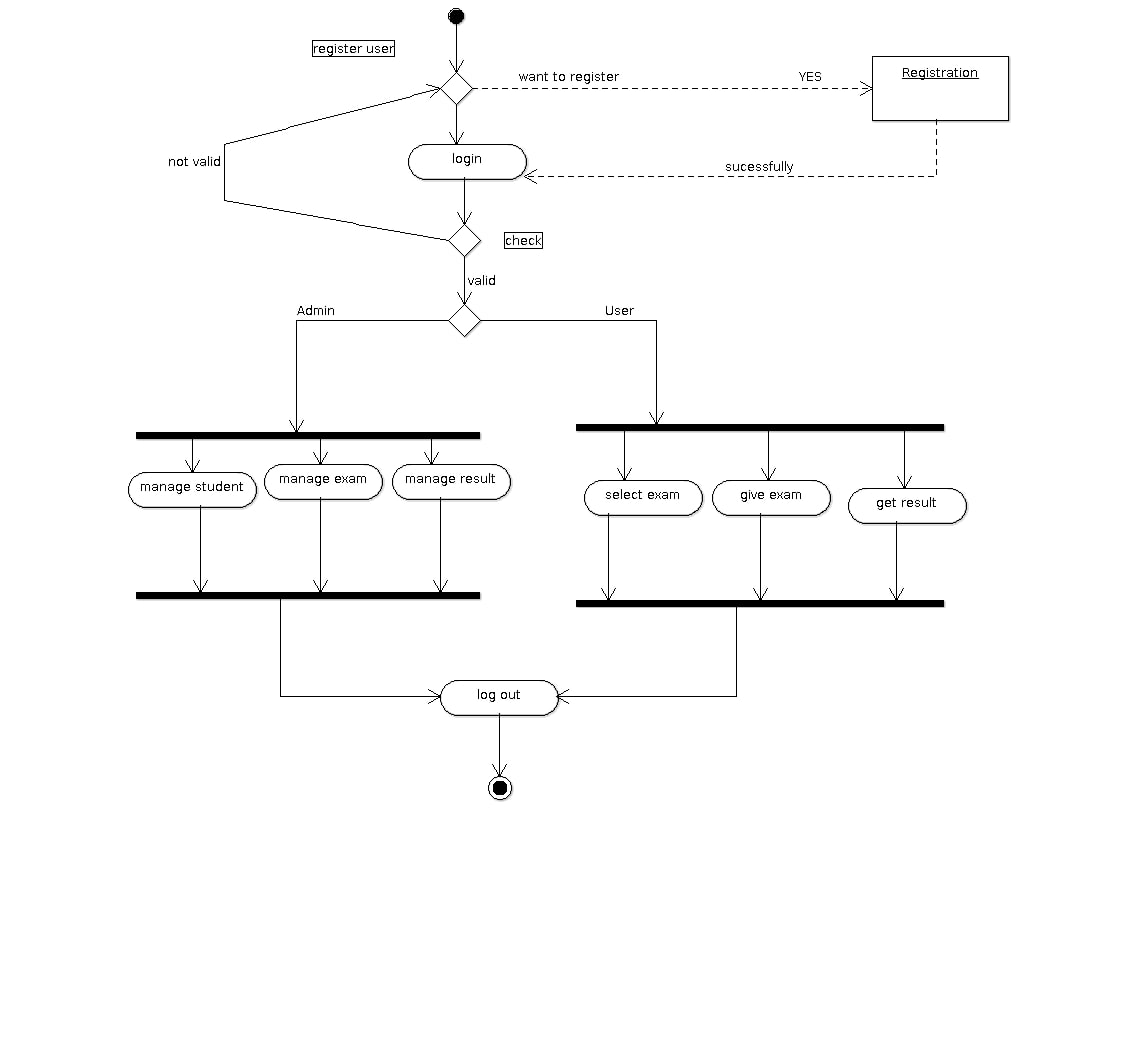 register user
want to register
YES
Registration
login
not valid
sucessfully
check
valid
Admin
User
manage student
manage exam
manage result
select exam
give exam
get result
log out